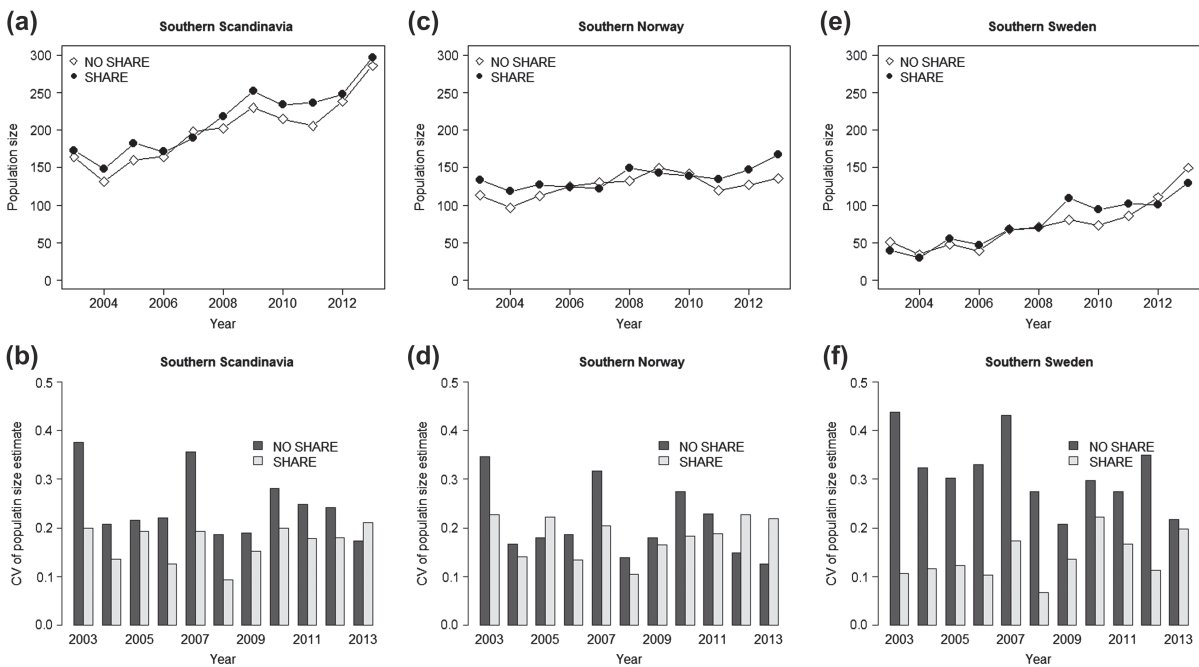 (a)
Southern Scandinavia
NO SHARE
SHARE
Population size
300
250
200
150
100
50
0
2004 2006 2008 2010 2012
Year
(c)
Southern Norway
NO SHARE
SHARE
Population size
300
250
200
150
100
50
0
2004 2006 2008 2010 2012
Year
(e)
Southern Sweden
NO SHARE
SHARE
Population size
300
250
200
150
100
50
0
2004 2006 2008 2010 2012
Year
(b)
Southern Scandinavia
NO SHARE
SHARE
CV of populatin size estimate
0.5
0.4
0.3
0.2
0.1
0.0
2003 2005 2007 2009 2011 2013
Year
(d)
Southern Norway
NO SHARE
SHARE
CV of populatin size estimate
0.5
0.4
0.3
0.2
0.1
0.0
2003 2005 2007 2009 2011 2013
Year
(f)
Southern Sweden
NO SHARE
SHARE
CV of populatin size estimate
0.5
0.4
0.3
0.2
0.1
0.0
2003 2005 2007 2009 2011 2013
Year